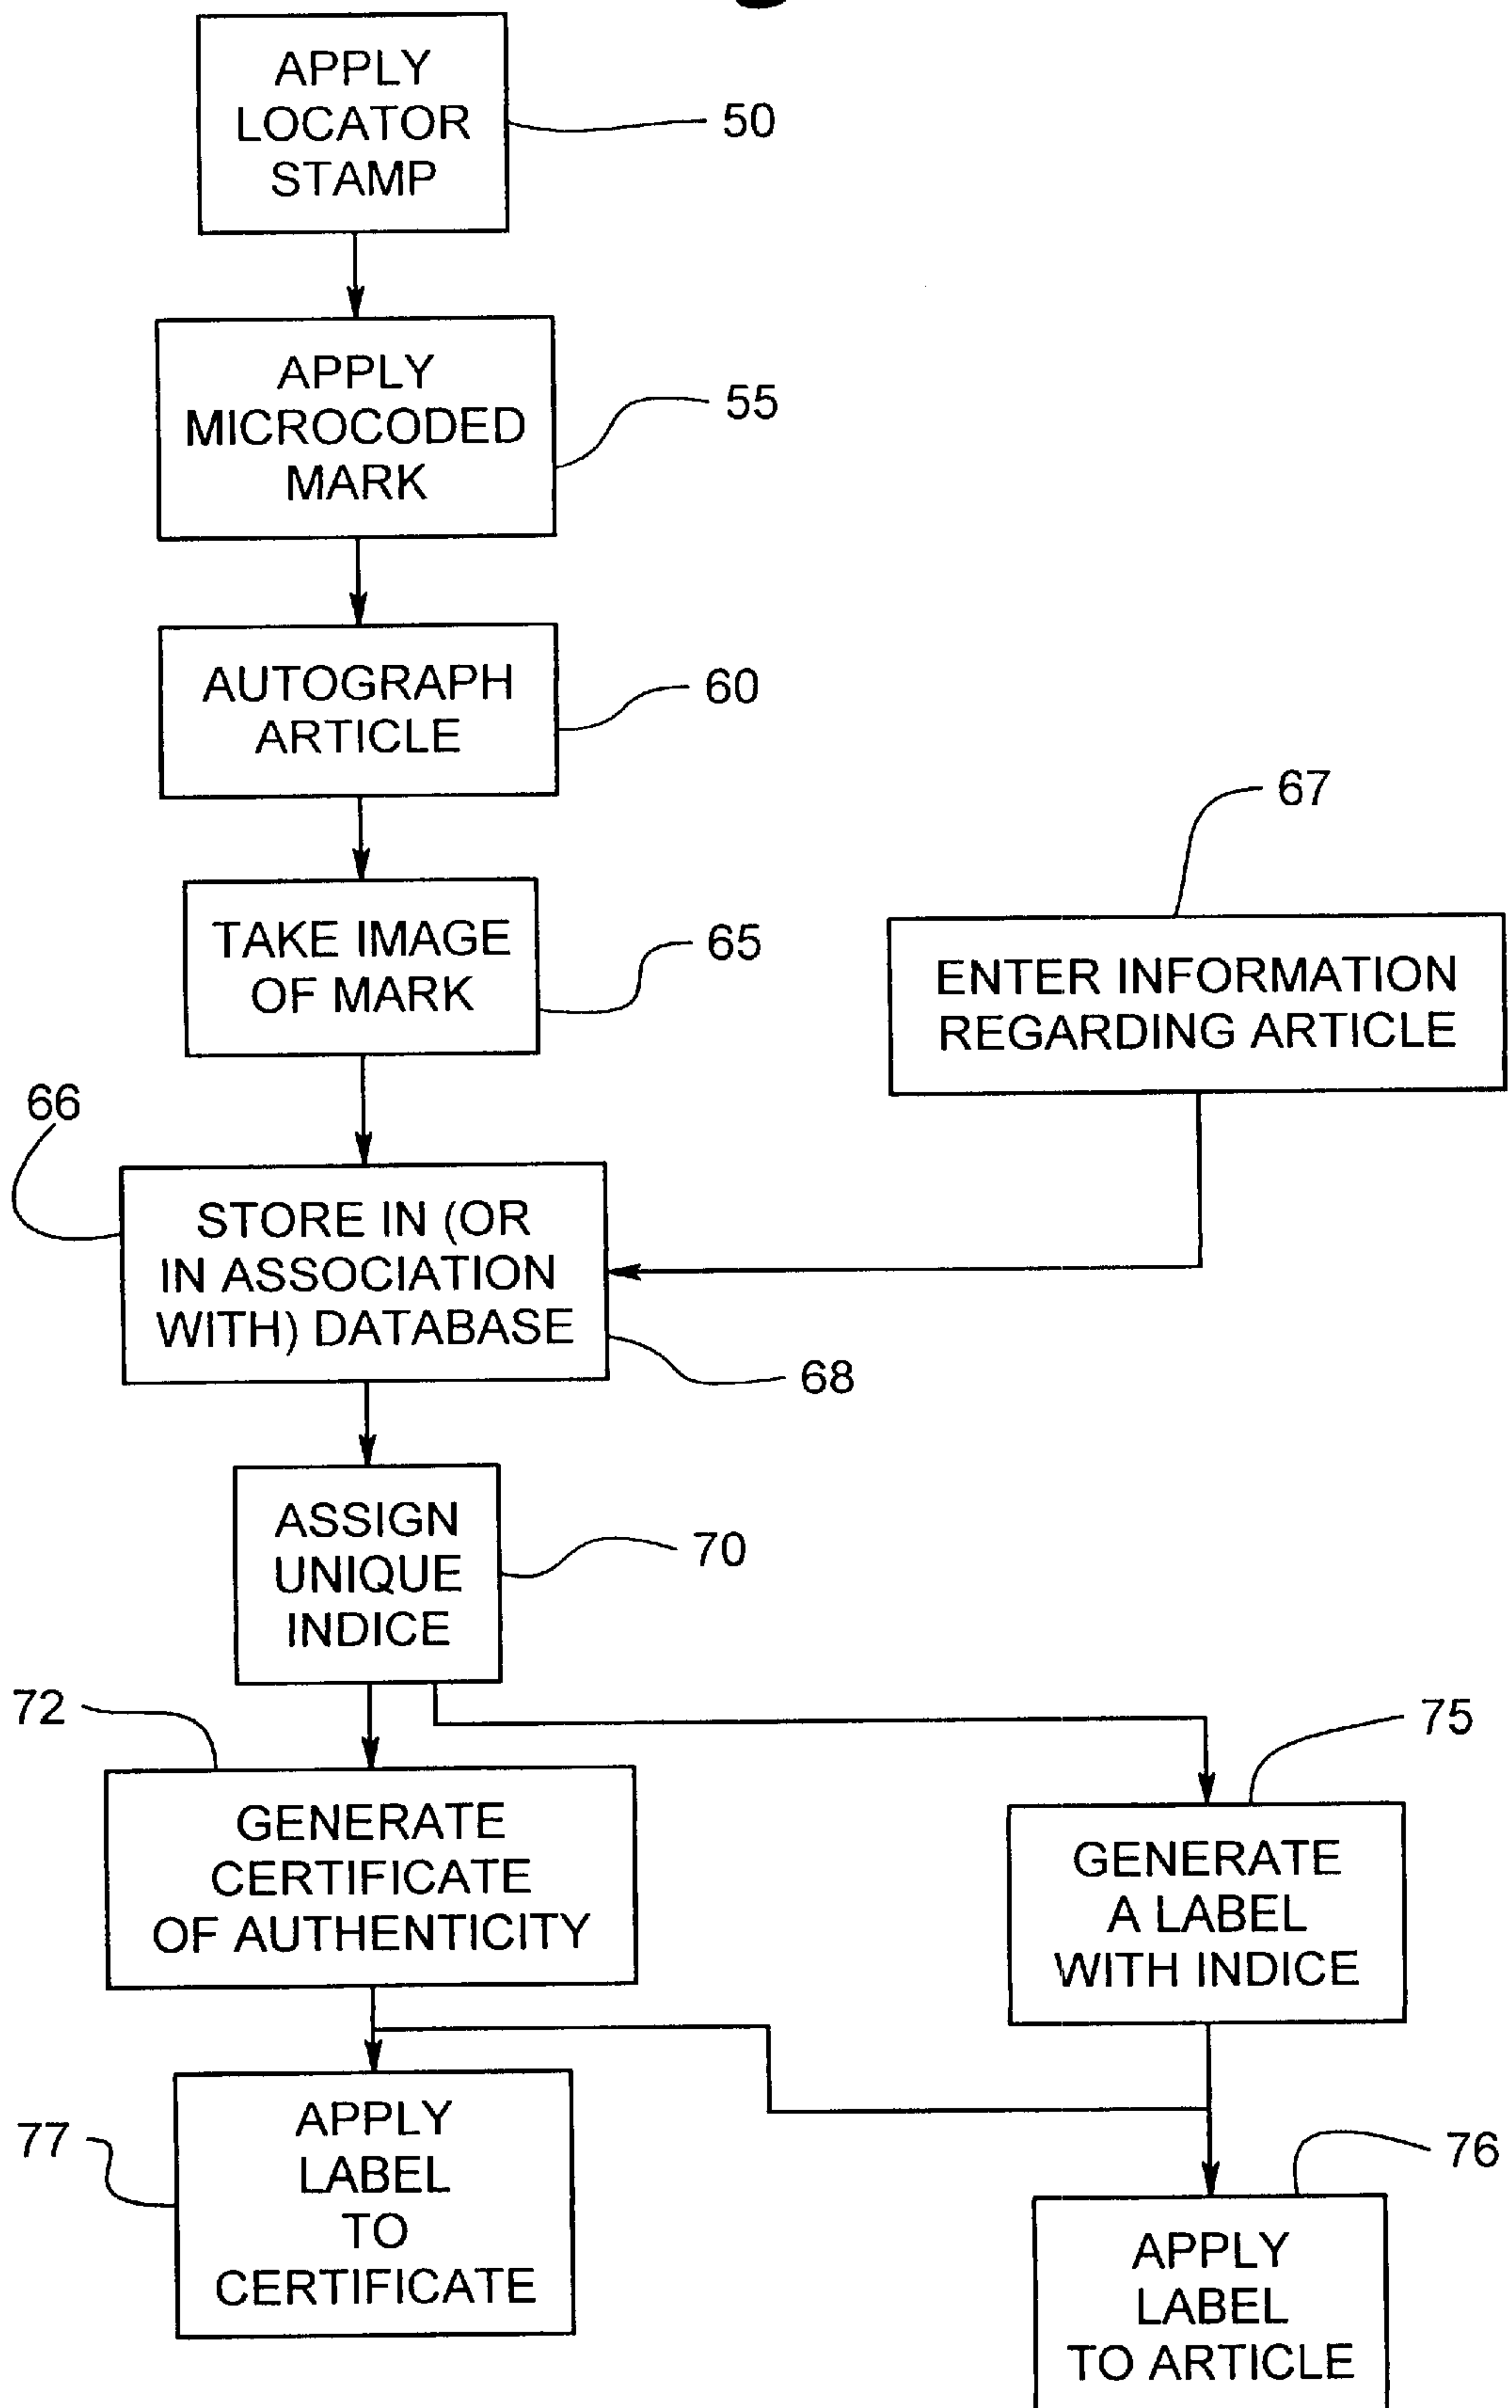 APPLY
LOCATOR
STAMP
50
APPLY
MICROCODED
MARK
55
AUTOGRAPH
ARTICLE
60
TAKE IMAGE
OF MARK
65
67
ENTER INFORMATION
REGARDING ARTICLE
66
STORE IN (OR
IN ASSOCIATION
WITH) DATABASE
68
ASSIGN
UNIQUE
INDICE
70
72
GENERATE
CERTIFICATE
OF AUTHENTICITY
75
GENERATE
A LABEL
WITH INDICE
77
APPLY
LABEL
TO
CERTIFICATE
76
APPLY
LABEL
TO ARTICLE